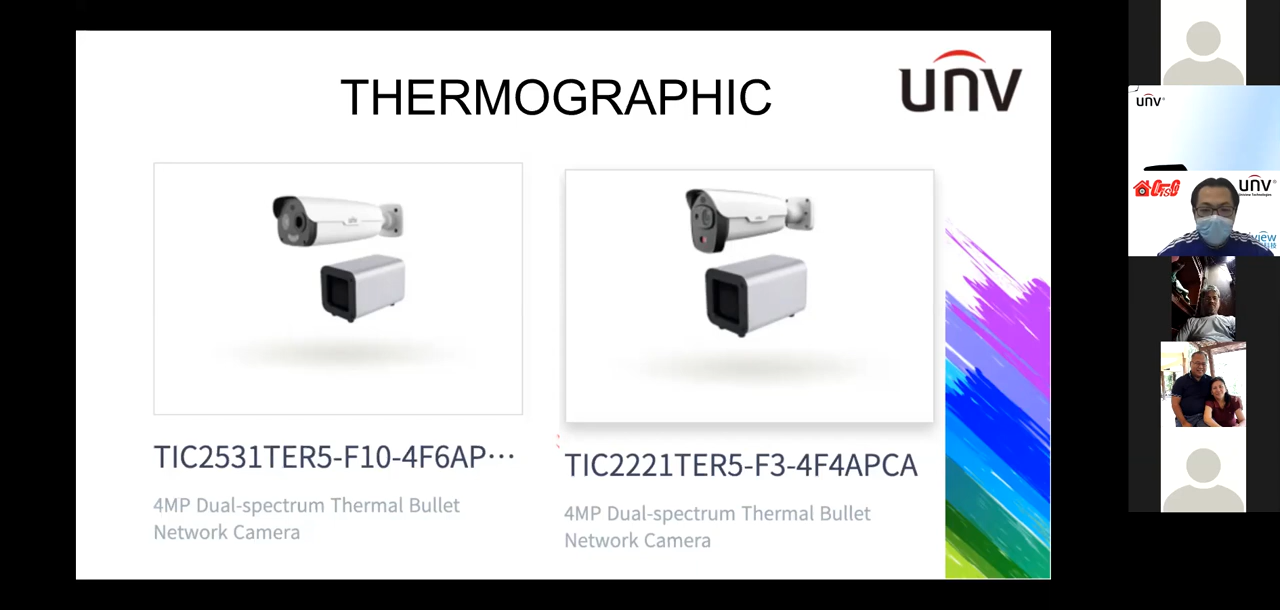 THERMOGRAPHIC
unv
TIC2531TER5-F10-4F6AP···
4MP Dual-spectrum Thermal Bullet
Network Camera
TIC2221TER5-F3-4F4APCA
4MP Dual-spectrum Thermal Bullet
Network Camera
unv
unv
view